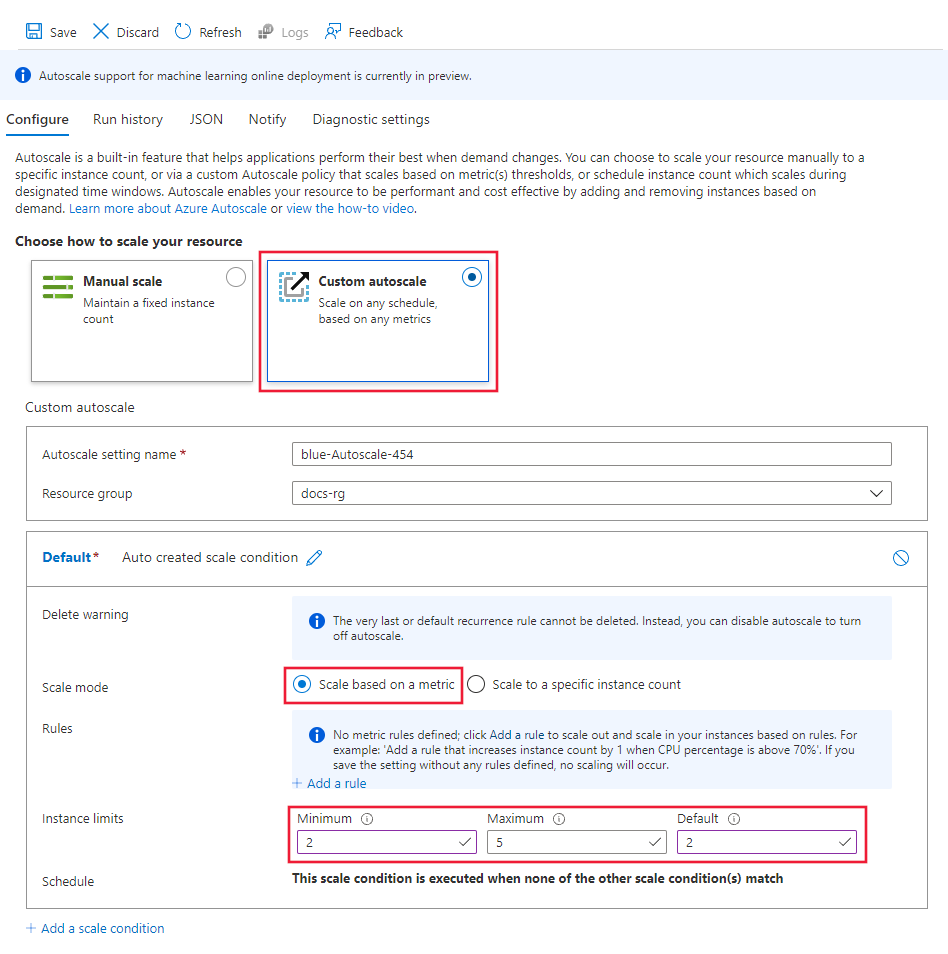 Save Discard Refresh Logs Feedback
Autoscale support for machine learning online deployment is currently in preview.
Configure Run history JSON Notify Diagnostic settings
Autoscale is a built-in feature that helps applications perform their best when demand changes. You can choose to scale your resource manually to a
specific instance count, or via a custom Autoscale policy that scales based on metric(s) thresholds, or schedule instance count which scales during
designated time windows. Autoscale enables your resource to be performant and cost effective by adding and removing instances based on
demand. Learn more about Azure Autoscale or view the how-to video.
Choose how to scale your resource
Manual scale
Maintain a fixed instance
count
Custom autoscale
Scale on any schedule,
based on any metrics
Custom autoscale
Autoscale setting name * blue-Autoscale-454
Resource group docs-rg
Default* Auto created scale condition
Delete warning
The very last or default recurrence rule cannot be deleted. Instead, you can disable autoscale to turn
off autoscale.
Scale mode Scale based on a metric Scale to a specific instance count
Rules
No metric rules defined; click Add a rule to scale out and scale in your instances based on rules. For
example: 'Add a rule that increases instance count by 1 when CPU percentage is above 70%'. If you
save the setting without any rules defined, no scaling will occur.
+ Add a rule
Instance limits Minimum Maximum Default
2 5 2
Schedule This scale condition is executed when none of the other scale condition(s) match
+ Add a scale condition